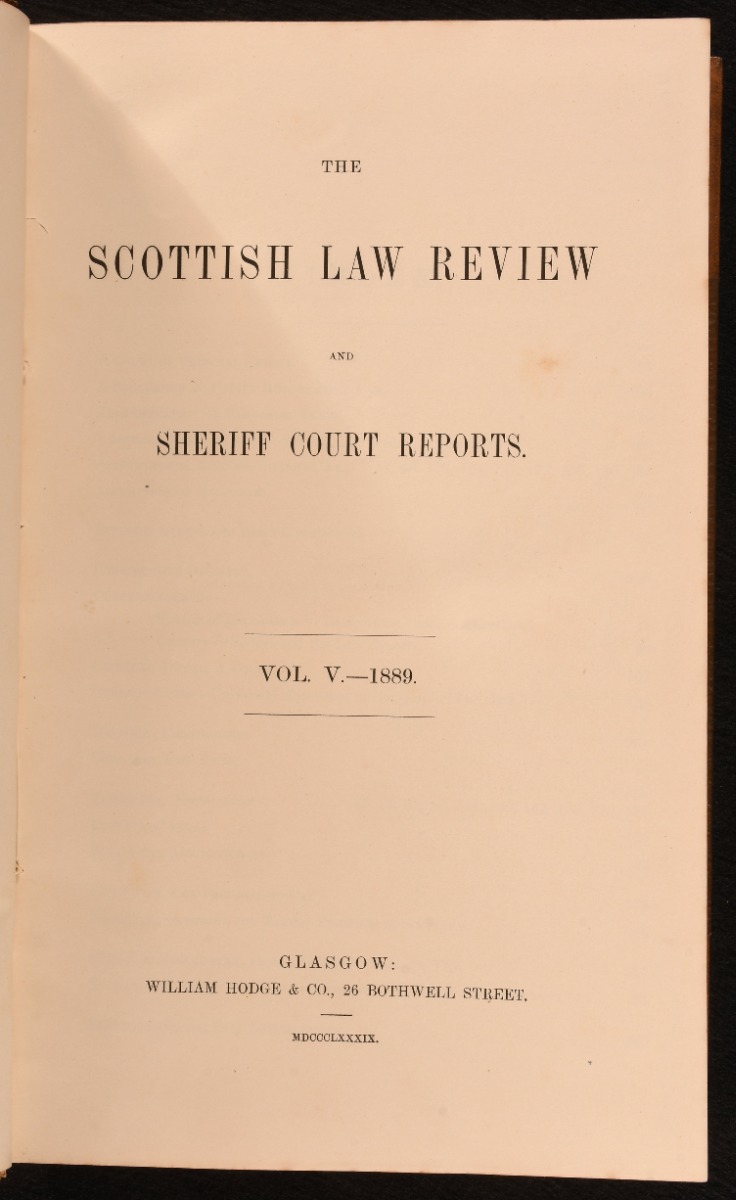 THE
SCOTTISH LAW REVIEW
AND
SHERIFF COURT REPORTS.
VOL. V.—1889.
GLASGOW:
WILLIAM HODGE & CO., 26 BOTHWELL STREET.
MDCCCLXXXIX.